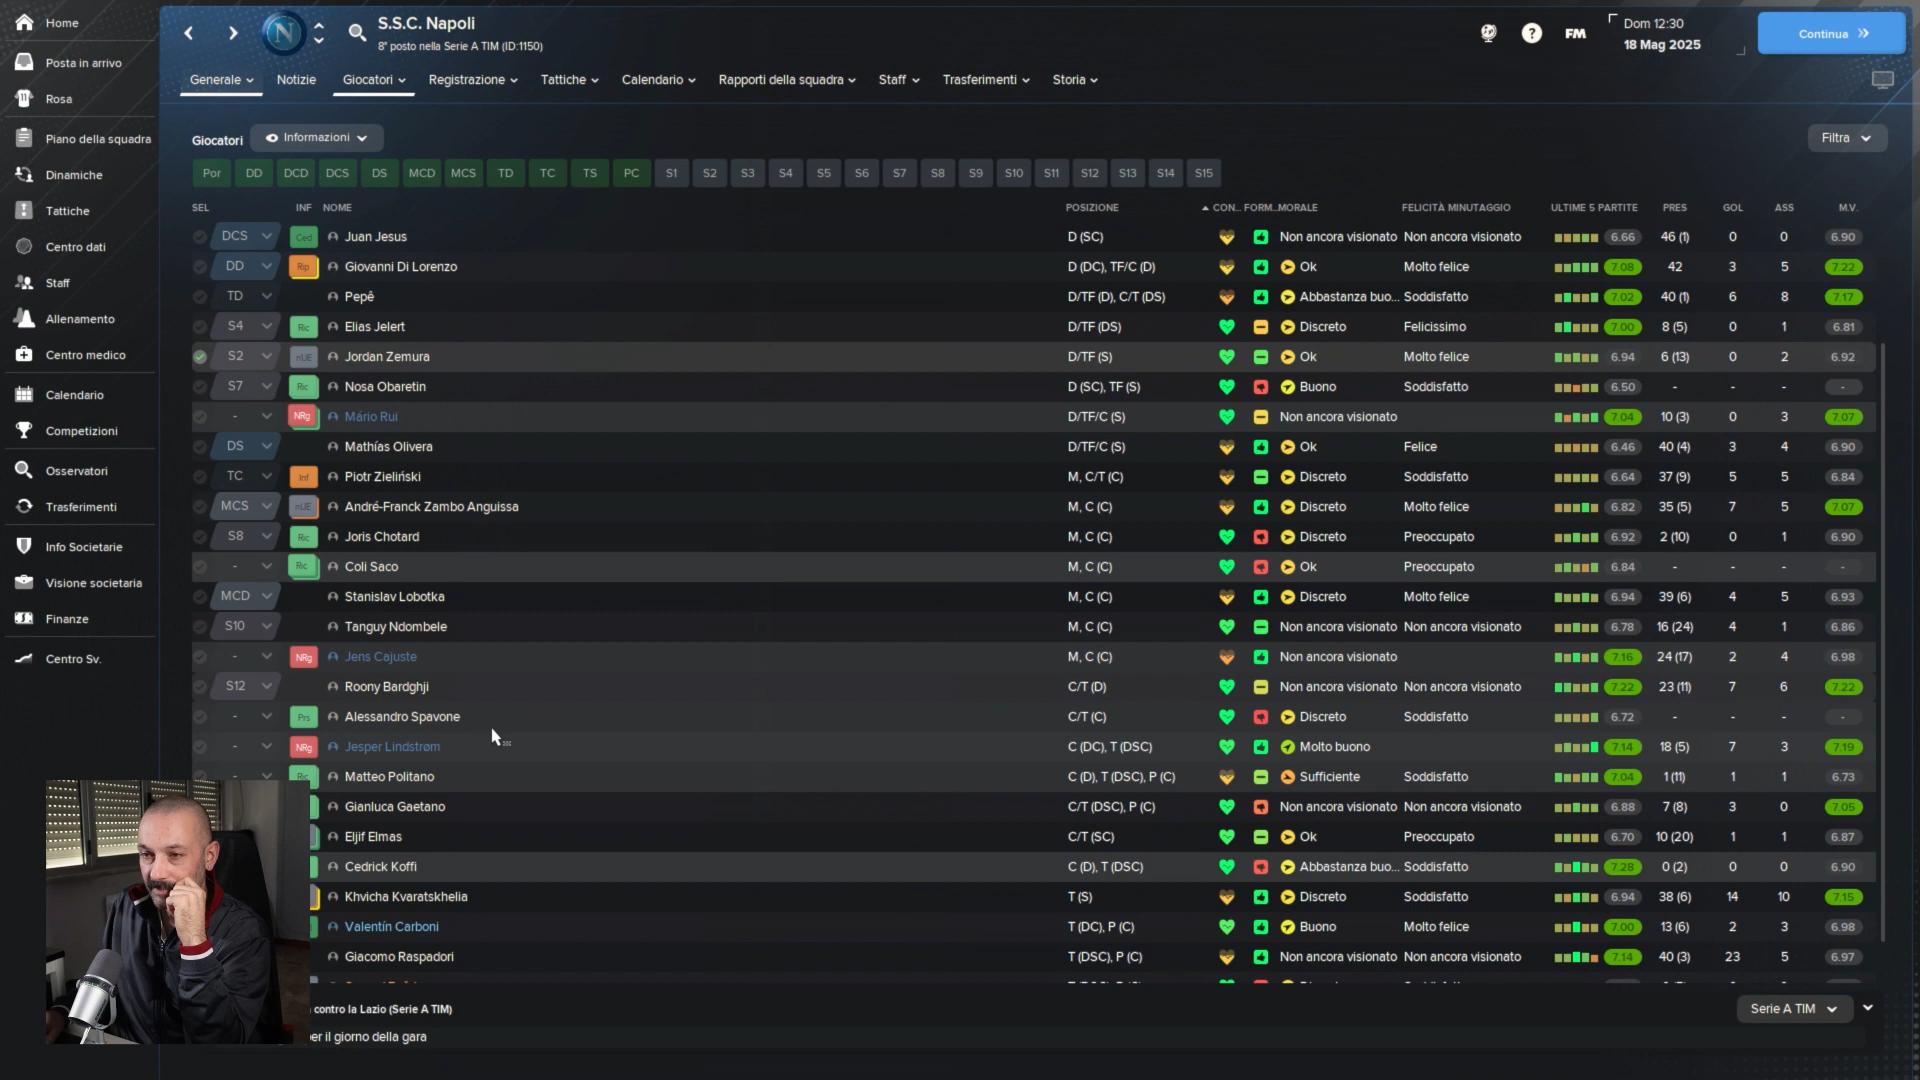 Home
Posta in arrivo
Rosa
Piano della squadra
Dinamiche
Tattiche
Centro dati
Staff
Allenamento
Centro medico
Calendario
Competizioni
Osservatori
Trasferimenti
Info Societarie
Visione societaria
Finanze
Centro Sv.
S.S.C. Napoli
8° posto nella Serie A TIM (ID:1150)
FM
Dom 12:30
18 Mag 2025
Continua
Generale Notizie Giocatori Registrazione Tattiche Calendario Rapporti della squadra Staff Trasferimenti Storia
Giocatori Informazioni Filtra
Por DD DCD DCS DS MCD MCS TD TC TS PC S1 S2 S3 S4 S5 S6 S7 S8 S9 S10 S11 S12 S13 S14 S15
SEL INF NOME POSIZIONE CON... FORM... MORALE FELICITÀ MINUTAGGIO ULTIME 5 PARTITE PRES GOL ASS M.V.
DCS Ced Juan Jesus D (SC) Non ancora visionato Non ancora visionato 6.66 46 (1) 0 0 6.90
DD Rip Giovanni Di Lorenzo D (DC), TF/C (D) Ok Molto felice 7.08 42 3 5 7.22
TD Pepê D/TF (D), C/T (DS) Abbastanza buo... Soddisfatto 7.02 40 (1) 6 8 7.17
S4 Ric Elias Jelert D/TF (DS) Discreto Felicissimo 7.00 8 (5) 0 1 6.81
S2 nUE Jordan Zemura D/TF (S) Ok Molto felice 6.94 6 (13) 0 2 6.92
S7 Ric Nosa Obaretin D (SC), TF (S) Buono Soddisfatto 6.50 - - - -
- NRg Mário Rui D/TF/C (S) Non ancora visionato 7.04 10 (3) 0 3 7.07
DS Mathías Olivera D/TF/C (S) Ok Felice 6.46 40 (4) 3 4 6.90
TC Inf Piotr Zieliński M, C/T (C) Discreto Soddisfatto 6.64 37 (9) 5 5 6.84
MCS nUE André-Franck Zambo Anguissa M, C (C) Discreto Molto felice 6.82 35 (5) 7 5 7.07
S8 Ric Joris Chotard M, C (C) Discreto Preoccupato 6.92 2 (10) 0 1 6.90
- Ric Coli Saco M, C (C) Ok Preoccupato 6.84 - - - -
MCD Stanislav Lobotka M, C (C) Discreto Molto felice 6.94 39 (6) 4 5 6.93
S10 Tanguy Ndombele M, C (C) Non ancora visionato Non ancora visionato 6.78 16 (24) 4 1 6.86
- NRg Jens Cajuste M, C (C) Non ancora visionato 7.16 24 (17) 2 4 6.98
S12 Roony Bardghji C/T (D) Non ancora visionato Non ancora visionato 7.22 23 (11) 7 6 7.22
- Prs Alessandro Spavone C/T (C) Discreto Soddisfatto 6.72 - - - -
- NRg Jesper Lindstrøm C (DC), T (DSC) Molto buono 7.14 18 (5) 7 3 7.19
- Ric Matteo Politano C (D), T (DSC), P (C) Sufficiente Soddisfatto 7.04 1 (11) 1 1 6.73
Gianluca Gaetano C/T (DSC), P (C) Non ancora visionato Non ancora visionato 6.88 7 (8) 3 0 7.05
Eljif Elmas C/T (SC) Ok Preoccupato 6.70 10 (20) 1 1 6.87
Cedrick Koffi C (D), T (DSC) Abbastanza buo... Soddisfatto 7.28 0 (2) 0 0 6.90
Khvicha Kvaratskhelia T (S) Discreto Soddisfatto 6.94 38 (6) 14 10 7.15
Valentín Carboni T (DC), P (C) Buono Molto felice 7.00 13 (6) 2 3 6.98
Giacomo Raspadori T (DSC), P (C) Non ancora visionato Non ancora visionato 7.14 40 (3) 23 5 6.97
contro la Lazio (Serie A TIM) Serie A TIM
per il giorno della gara